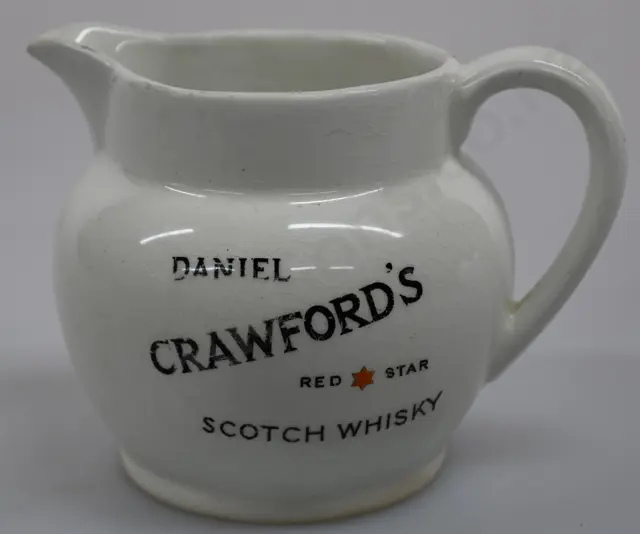 DANIEL
CRAWFORD'S
RED STAR
SCOTCH WHISKY